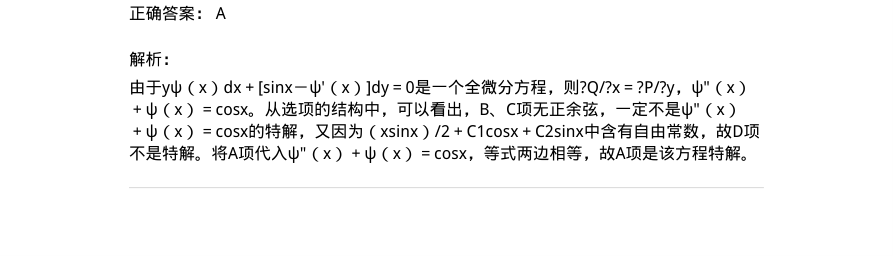 正确答案： A
解析：
由于yψ（x）dx + [sinx－ψ'（x）]dy = 0是一个全微分方程，则?Q/?x = ?P/?y，ψ"（x）
+ ψ（x） = cosx。从选项的结构中，可以看出，B、C项无正余弦，一定不是ψ"（x）
+ ψ（x） = cosx的特解，又因为（xsinx）/2 + C1cosx + C2sinx中含有自由常数，故D项
不是特解。将A项代入ψ"（x） + ψ（x） = cosx，等式两边相等，故A项是该方程特解。